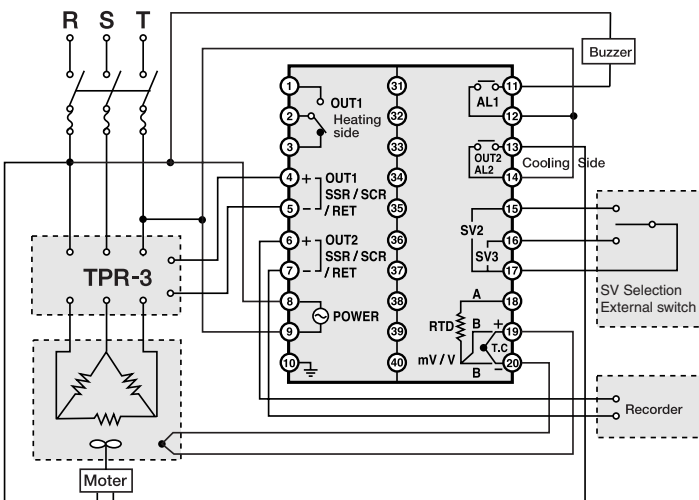 R S T
Buzzer
1 31 11
OUT1 AL1
2 Heating 32 12
side
3 33 13
OUT2
AL2
Cooling Side
4 + OUT1 34 14
SSR / SCR
5 - / RET 35 15
SV2
6 + OUT2 36 16
SSR / SCR SV3
7 - / RET 37 17
TPR-3
SV Selection
External switch
8 38 A 18
POWER
RTD
9 39 B + 19
T.C
10 40 mV / V B - 20
Recorder
Moter